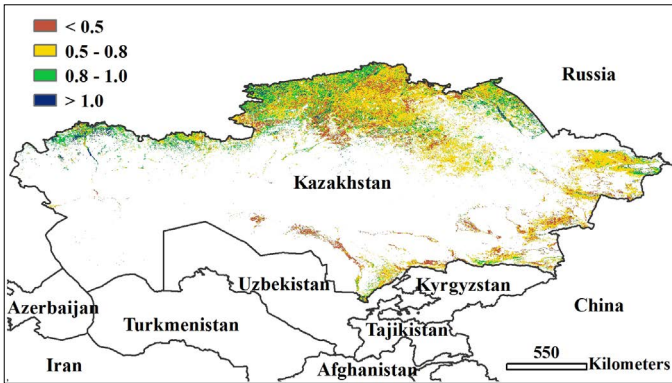 < 0.5
0.5 - 0.8
0.8 - 1.0
> 1.0
Russia
Kazakhstan
Uzbekistan
Kyrgyzstan
Azerbaijan
China
Turkmenistan
Tajikistan
Iran
Afghanistan
550
Kilometers